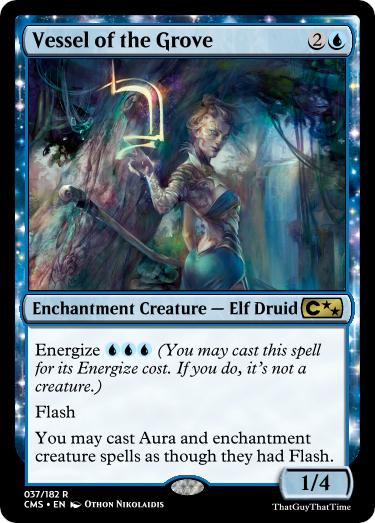 Vessel of the Grove 2
Enchantment Creature — Elf Druid C
Energize (You may cast this spell
for its Energize cost. If you do, it's not a
creature.)
Flash
You may cast Aura and enchantment
creature spells as though they had Flash.
1/4
037/182 R
CMS • EN OTHON NIKOLAIDIS
ThatGuyThatTime